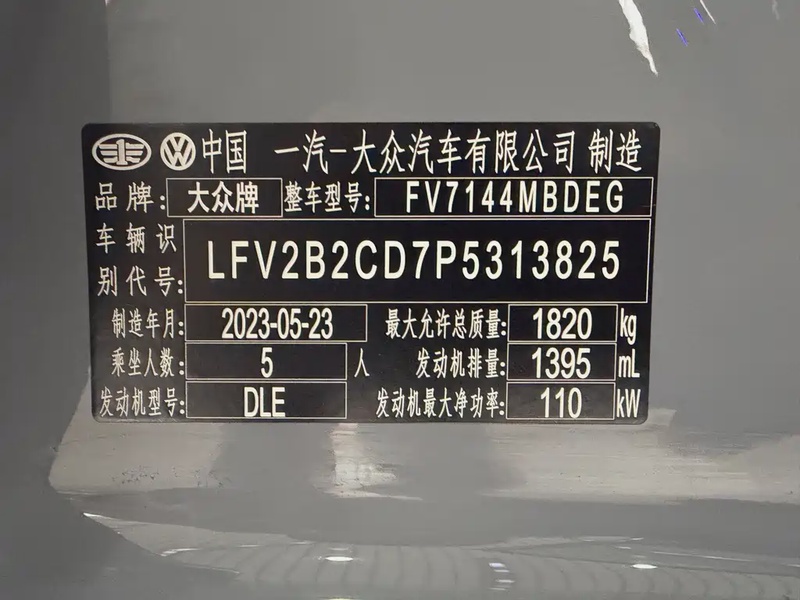 中国 一汽-大众汽车有限公司 制造
品牌: 大众牌 整车型号: FV7144MBDEG
车辆识别代号: LFV2B2CD7P5313825
制造年月: 2023-05-23 最大允许总质量: 1820 kg
乘坐人数: 5 人 发动机排量: 1395 mL
发动机型号: DLE 发动机最大净功率: 110 kW